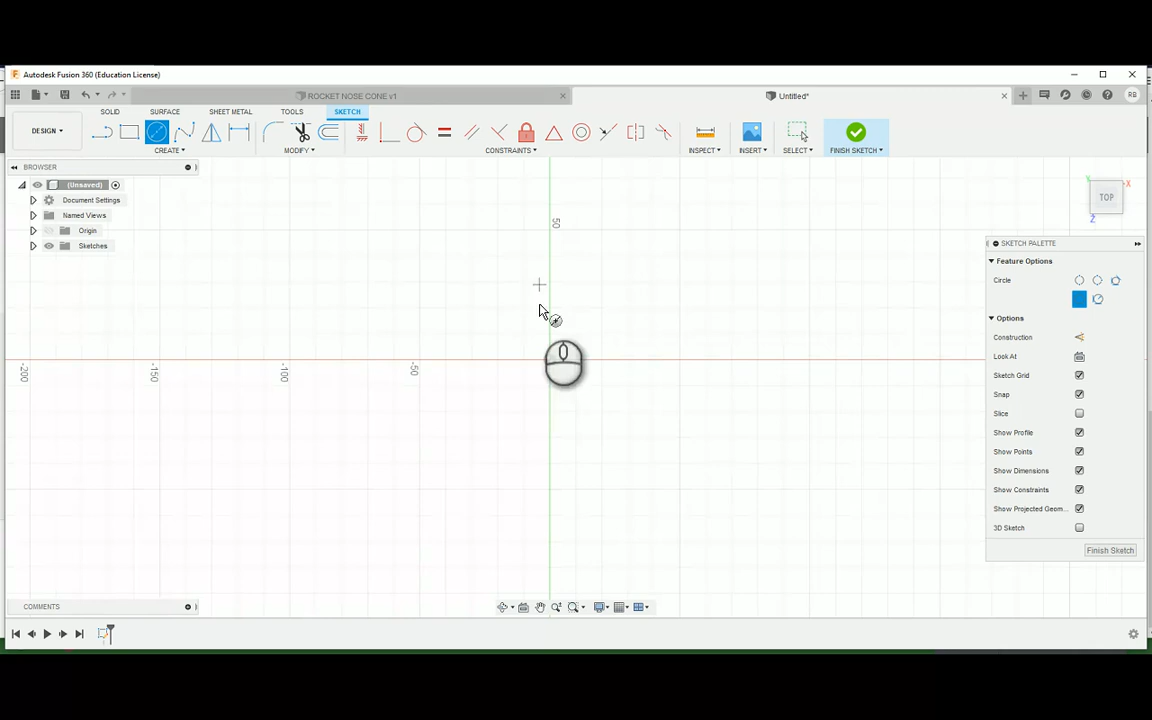 Autodesk Fusion 360 (Education License)
ROCKET NOSE CONE v1
Untitled*
RB
DESIGN
SOLID
SURFACE
SHEET METAL
TOOLS
SKETCH
CREATE
MODIFY
CONSTRAINTS
INSPECT
INSERT
SELECT
FINISH SKETCH
BROWSER
(Unsaved)
Document Settings
Named Views
Origin
Sketches
TOP
X
Y
Z
50
-200
-150
-100
-50
SKETCH PALETTE
Feature Options
Circle
Options
Construction
Look At
Sketch Grid
Snap
Slice
Show Profile
Show Points
Show Dimensions
Show Constraints
Show Projected Geom...
3D Sketch
Finish Sketch
COMMENTS